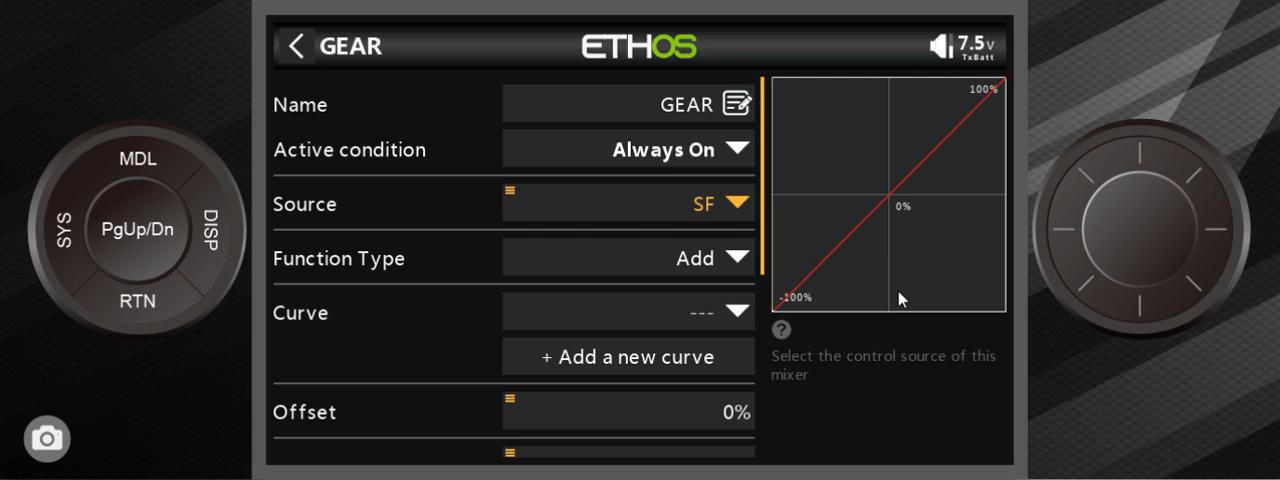 GEAR
ETHOS
7.5V
TxBatt
Name
GEAR
Active condition
Always On
Source
SF
Function Type
Add
Curve
---
+ Add a new curve
Offset
0%
100%
0%
-100%
?
Select the control source of this
mixer
MDL
SYS
PgUp/Dn
DISP
RTN